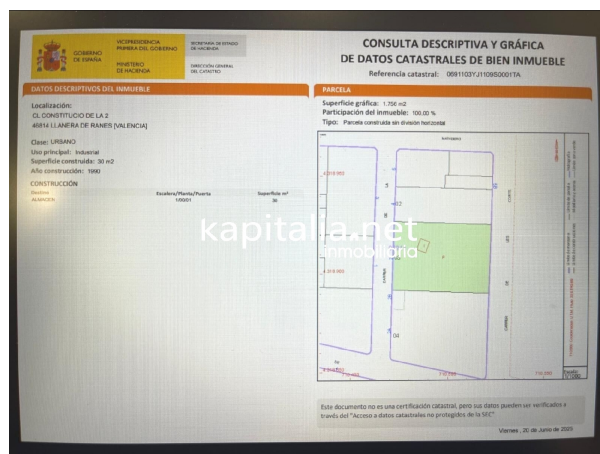 GOBIERNO
DE ESPAÑA
VICEPRESIDENCIA
PRIMERA DEL GOBIERNO
MINISTERIO
DE HACIENDA
SECRETARÍA DE ESTADO
DE HACIENDA
DIRECCIÓN GENERAL
DEL CATASTRO
CONSULTA DESCRIPTIVA Y GRÁFICA
DE DATOS CATASTRALES DE BIEN INMUEBLE
Referencia catastral: 0691103YJ1109S0001TA
DATOS DESCRIPTIVOS DEL INMUEBLE
Localización:
CL CONSTITUCIO DE LA 2
46814 LLANERA DE RANES [VALENCIA]
Clase: URBANO
Uso principal: Industrial
Superficie construida: 30 m2
Año construcción: 1990
CONSTRUCCIÓN
Destino Escalera/Planta/Puerta Superficie m²
ALMACEN 1/00/01 30
PARCELA
Superficie gráfica: 1.756 m2
Participación del inmueble: 100,00 %
Tipo: Parcela construida sin división horizontal
kapitalia.net
inmobiliaria
Este documento no es una certificación catastral, pero sus datos pueden ser verificados a
través del "Acceso a datos catastrales no protegidos de la SEC"
Viernes , 20 de Junio de 2025